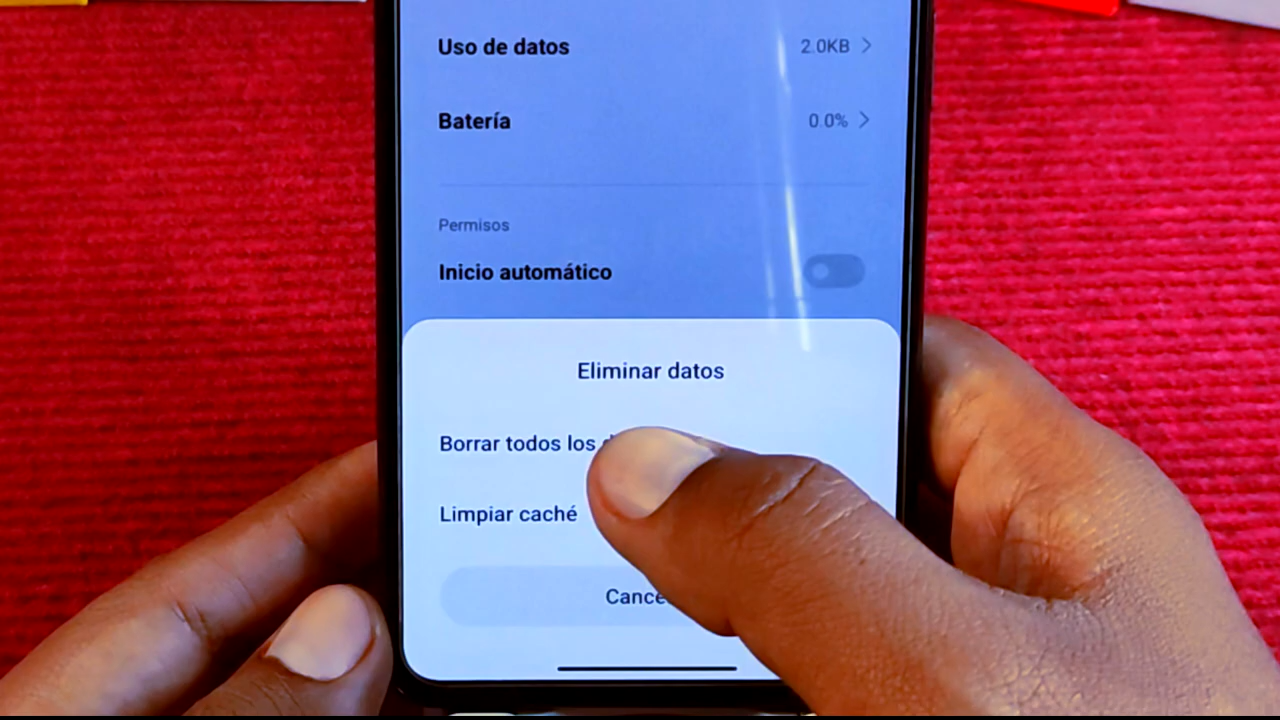 Uso de datos 2.0KB
Batería 0.0%
Permisos
Inicio automático
Eliminar datos
Borrar todos los
Limpiar caché